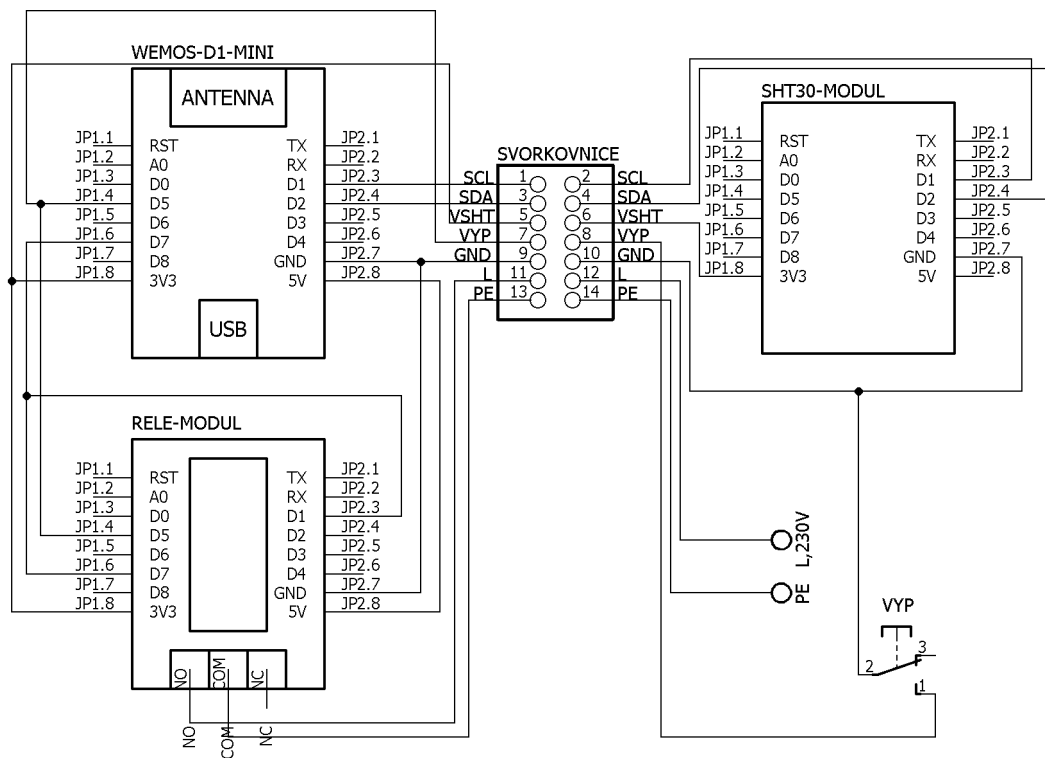 WEMOS-D1-MINI
ANTENNA
JP1.1 RST TX JP2.1
JP1.2 A0 RX JP2.2
JP1.3 D0 D1 JP2.3
JP1.4 D5 D2 JP2.4
JP1.5 D6 D3 JP2.5
JP1.6 D7 D4 JP2.6
JP1.7 D8 GND JP2.7
JP1.8 3V3 5V JP2.8
USB
SVORKOVNICE
SCL 1 2 SCL
SDA 3 4 SDA
VSHT 5 6 VSHT
VYP 7 8 VYP
GND 9 10 GND
L 11 12 L
PE 13 14 PE
SHT30-MODUL
JP1.1 RST TX JP2.1
JP1.2 A0 RX JP2.2
JP1.3 D0 D1 JP2.3
JP1.4 D5 D2 JP2.4
JP1.5 D6 D3 JP2.5
JP1.6 D7 D4 JP2.6
JP1.7 D8 GND JP2.7
JP1.8 3V3 5V JP2.8
RELE-MODUL
JP1.1 RST TX JP2.1
JP1.2 A0 RX JP2.2
JP1.3 D0 D1 JP2.3
JP1.4 D5 D2 JP2.4
JP1.5 D6 D3 JP2.5
JP1.6 D7 D4 JP2.6
JP1.7 D8 GND JP2.7
JP1.8 3V3 5V JP2.8
NO COM NC
NO COM NC
L,230V
PE
VYP
3
2
1